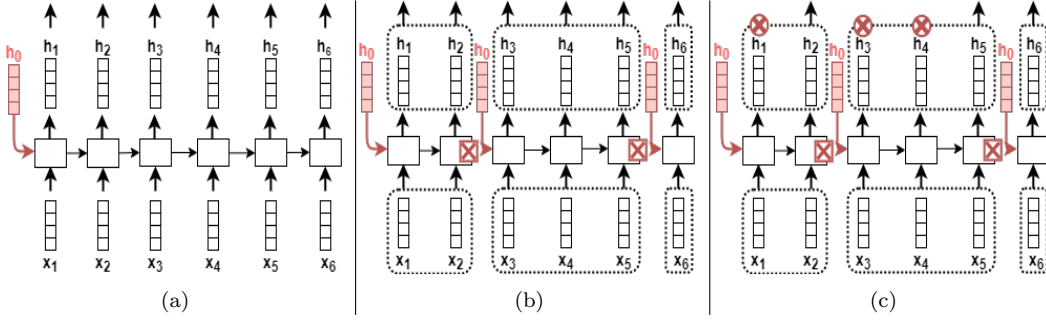 h0
h1 h2 h3 h4 h5 h6
x1 x2 x3 x4 x5 x6
(a)
h1 h2 h3 h4 h5 h6
h0 h0 h0
x1 x2 x3 x4 x5 x6
(b)
h1 h2 h3 h4 h5 h6
h0 h0 h0
x1 x2 x3 x4 x5 x6
(c)